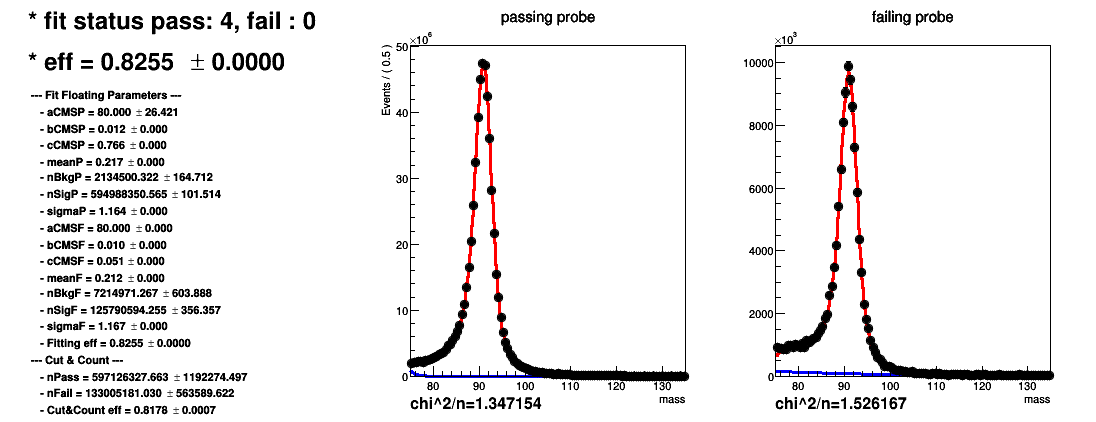 * fit status pass: 4, fail : 0
* eff = 0.8255 ± 0.0000
--- Fit Floating Parameters ---
- aCMSP = 80.000 ± 26.421
- bCMSP = 0.012 ± 0.000
- cCMSP = 0.766 ± 0.000
- meanP = 0.217 ± 0.000
- nBkgP = 2134500.322 ± 164.712
- nSigP = 594988350.565 ± 101.514
- sigmaP = 1.164 ± 0.000
- aCMSF = 80.000 ± 0.000
- bCMSF = 0.010 ± 0.000
- cCMSF = 0.051 ± 0.000
- meanF = 0.212 ± 0.000
- nBkgF = 7214971.267 ± 603.888
- nSigF = 125790594.255 ± 356.357
- sigmaF = 1.167 ± 0.000
- Fitting eff = 0.8255 ± 0.0000
--- Cut & Count ---
- nPass = 597126327.663 ± 1192274.497
- nFail = 133005181.030 ± 563589.622
- Cut&Count eff = 0.8178 ± 0.0007
passing probe
×10^6
Events / ( 0.5 )
50
40
30
20
10
0
80 90 100 110 120 130
mass
chi^2/n=1.347154
failing probe
×10^3
10000
8000
6000
4000
2000
0
80 90 100 110 120 130
mass
chi^2/n=1.526167